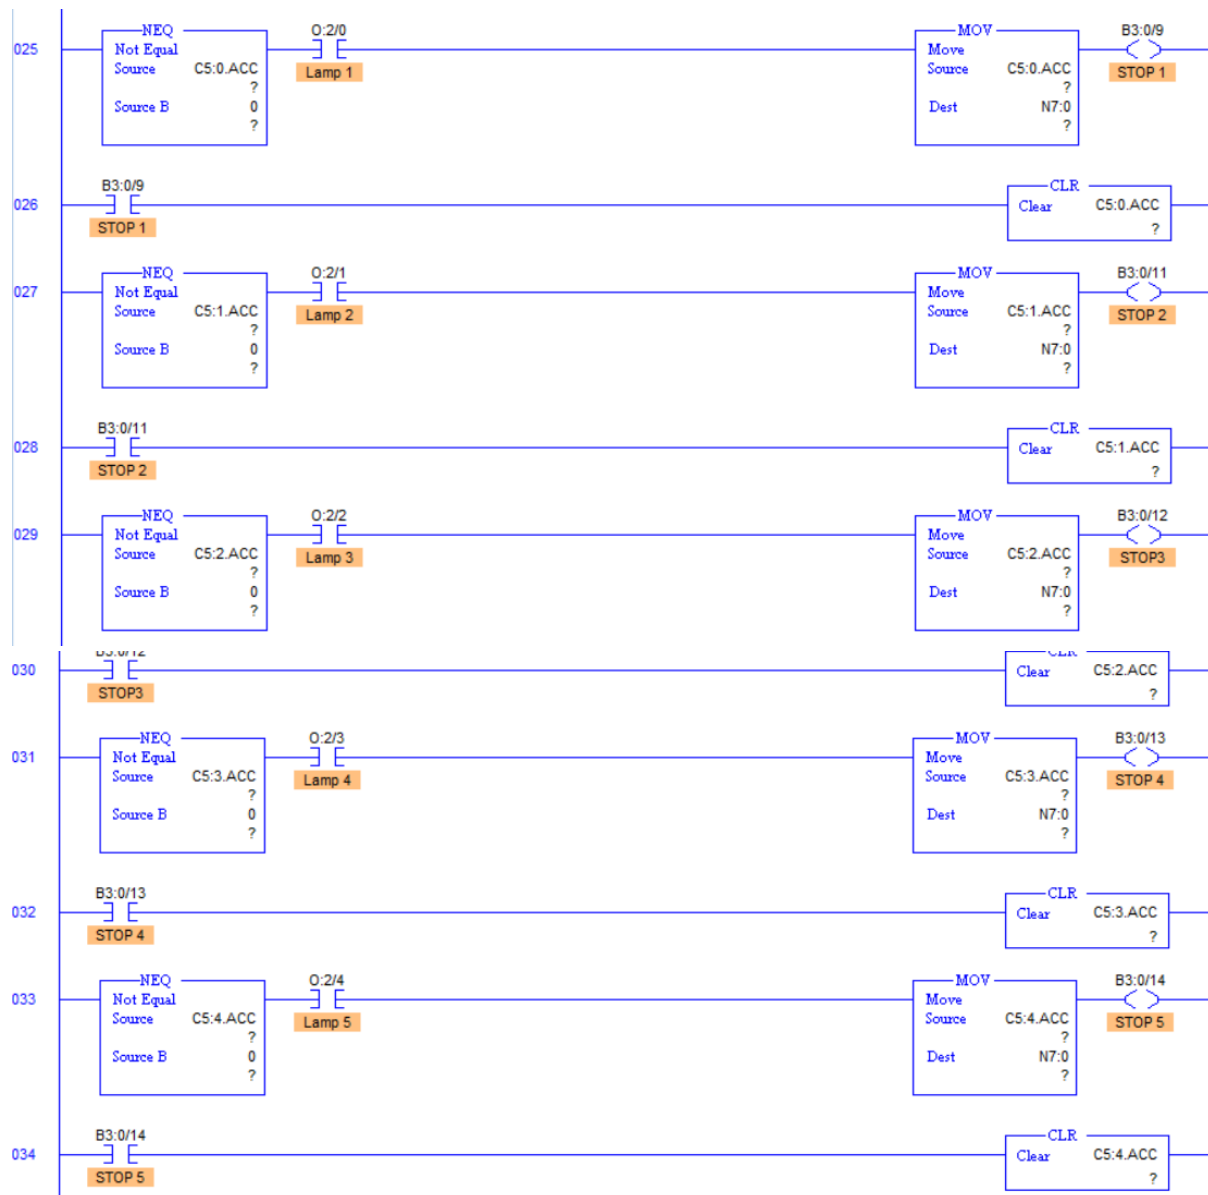 NEQ O:2/0 MOV B3:0/9
025 Not Equal Move
Source C5:0.ACC Lamp 1 Source C5:0.ACC STOP 1
? ?
Source B 0 Dest N7:0
? ?
B3:0/9 CLR
026 Clear C5:0.ACC
STOP 1 ?
NEQ O:2/1 MOV B3:0/11
027 Not Equal Move
Source C5:1.ACC Lamp 2 Source C5:1.ACC STOP 2
? ?
Source B 0 Dest N7:0
? ?
B3:0/11 CLR
028 Clear C5:1.ACC
STOP 2 ?
NEQ O:2/2 MOV B3:0/12
029 Not Equal Move
Source C5:2.ACC Lamp 3 Source C5:2.ACC STOP3
? ?
Source B 0 Dest N7:0
? ?
B3:0/12 CLR
030 Clear C5:2.ACC
STOP3 ?
NEQ O:2/3 MOV B3:0/13
031 Not Equal Move
Source C5:3.ACC Lamp 4 Source C5:3.ACC STOP 4
? ?
Source B 0 Dest N7:0
? ?
B3:0/13 CLR
032 Clear C5:3.ACC
STOP 4 ?
NEQ O:2/4 MOV B3:0/14
033 Not Equal Move
Source C5:4.ACC Lamp 5 Source C5:4.ACC STOP 5
? ?
Source B 0 Dest N7:0
? ?
B3:0/14 CLR
034 Clear C5:4.ACC
STOP 5 ?